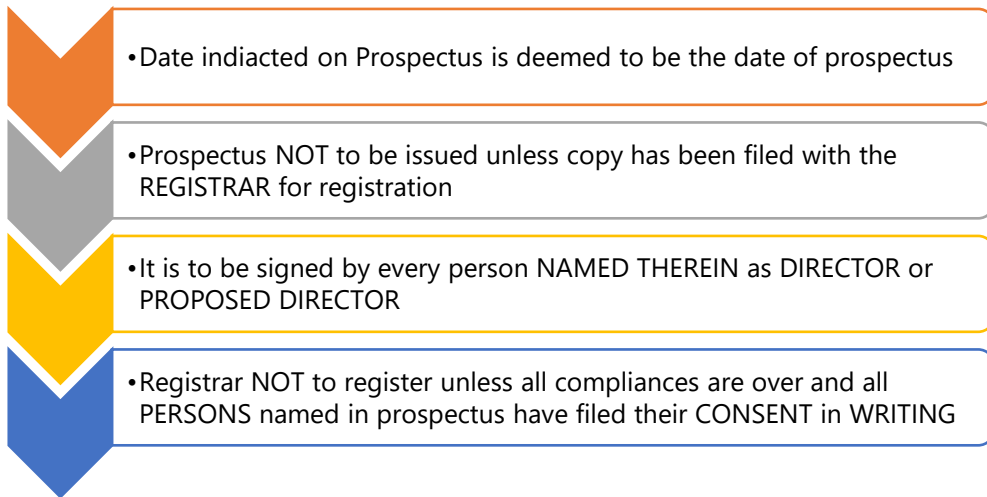 •Date indiacted on Prospectus is deemed to be the date of prospectus
•Prospectus NOT to be issued unless copy has been filed with the
REGISTRAR for registration
•It is to be signed by every person NAMED THEREIN as DIRECTOR or
PROPOSED DIRECTOR
•Registrar NOT to register unless all compliances are over and all
PERSONS named in prospectus have filed their CONSENT in WRITING